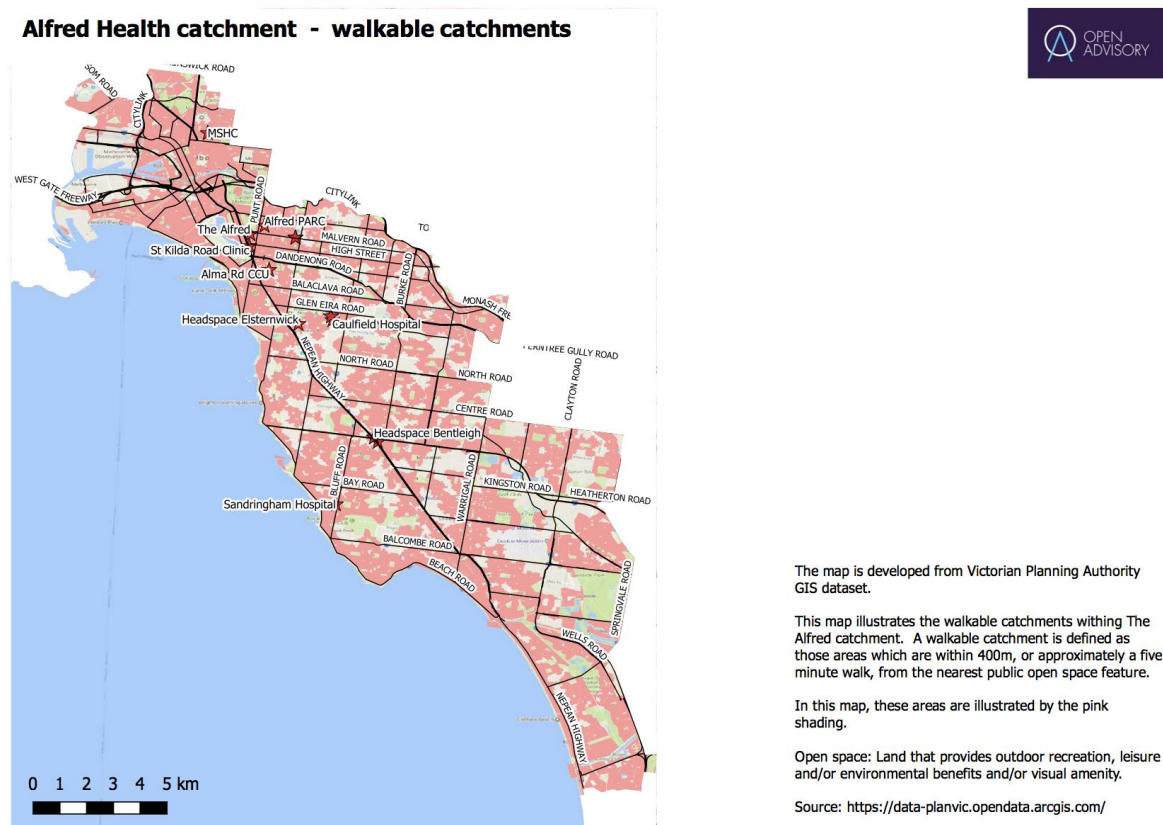 Alfred Health catchment - walkable catchments
OPEN
ADVISORY
SOM ROAD
NSWICK ROAD
CITYLINK
MSHC
WEST GATE FREEWAY
PUNT ROAD
CITYLINK
The Alfred
Alfred PARC
TO
MALVERN ROAD
St Kilda Road Clinic
HIGH STREET
DANDENONG ROAD
Alma Rd CCU
BURKE ROAD
BALACLAVA ROAD
MONASH FRE
GLEN EIRA ROAD
Headspace Elsternwick
Caulfield Hospital
ERNTREE GULLY ROAD
NEPEAN HIGHWAY
NORTH ROAD
NORTH ROAD
CLAYTON ROAD
CENTRE ROAD
Headspace Bentleigh
BLUFF ROAD
BAY ROAD
WARRIGAL ROAD
KINGSTON ROAD
HEATHERTON ROAD
Sandringham Hospital
BALCOMBE ROAD
BEACH ROAD
SPRINGVALE ROAD
WELLS ROAD
NEPEAN HIGHWAY
0 1 2 3 4 5 km
The map is developed from Victorian Planning Authority
GIS dataset.
This map illustrates the walkable catchments withing The
Alfred catchment. A walkable catchment is defined as
those areas which are within 400m, or approximately a five
minute walk, from the nearest public open space feature.
In this map, these areas are illustrated by the pink
shading.
Open space: Land that provides outdoor recreation, leisure
and/or environmental benefits and/or visual amenity.
Source: https://data-planvic.opendata.arcgis.com/